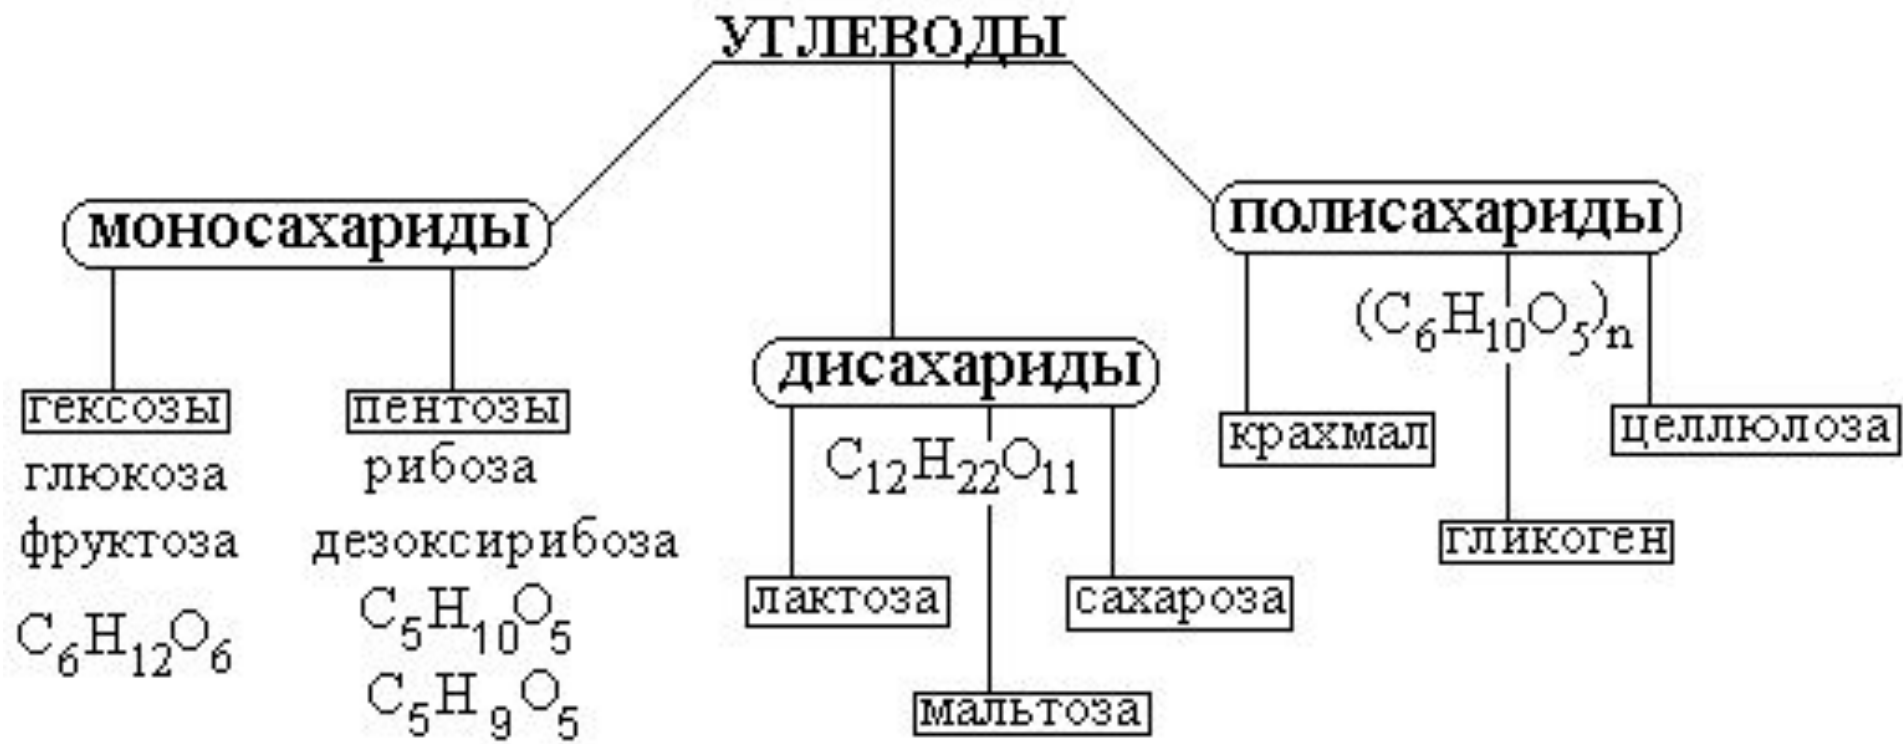 УГЛЕВОДЫ
моносахариды
гексозы
глюкоза
фруктоза
C₆H₁₂O₆
пентозы
рибоза
дезоксирибоза
C₅H₁₀O₅
C₅H₉O₅
дисахариды
C₁₂H₂₂O₁₁
лактоза
мальтоза
сахароза
полисахариды
(C₆H₁₀O₅)ₙ
крахмал
гликоген
целлюлоза